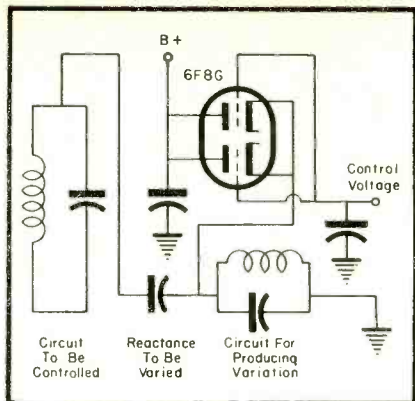 B+
6F8G
Control
Voltage
Circuit
To Be
Controlled
Reactance
To Be
Varied
Circuit For
Producing
Variation